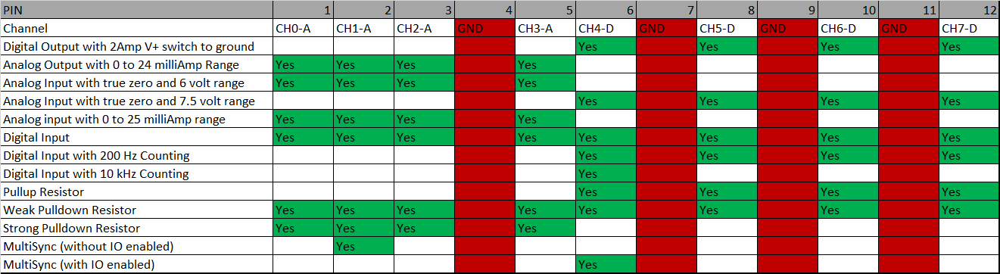 PIN 1 2 3 4 5 6 7 8 9 10 11 12
Channel CH0-A CH1-A CH2-A GND CH3-A CH4-D GND CH5-D GND CH6-D GND CH7-D
Digital Output with 2Amp V+ switch to ground Yes Yes Yes Yes
Analog Output with 0 to 24 milliAmp Range Yes Yes Yes Yes
Analog Input with true zero and 6 volt range Yes Yes Yes Yes
Analog Input with true zero and 7.5 volt range Yes Yes Yes Yes
Analog input with 0 to 25 milliAmp range Yes Yes Yes Yes
Digital Input Yes Yes Yes Yes Yes Yes Yes Yes
Digital Input with 200 Hz Counting Yes Yes Yes Yes
Digital Input with 10 kHz Counting Yes
Pullup Resistor Yes Yes Yes Yes
Weak Pulldown Resistor Yes Yes Yes Yes Yes Yes Yes Yes
Strong Pulldown Resistor Yes Yes Yes Yes
MultiSync (without IO enabled) Yes
MultiSync (with IO enabled) Yes